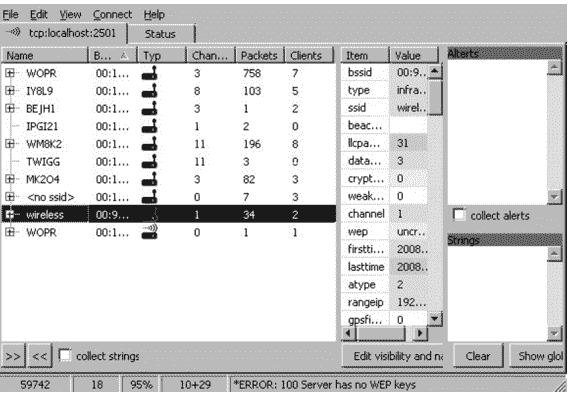 File Edit View Connect Help
tcp:localhost:2501 Status
Name B... Typ Chan... Packets Clients
WOPR 00:1... 3 758 7
IY8L9 00:1... 8 103 5
BEJH1 00:1... 3 1 2
IPGI21 00:1... 1 2 0
WM8K2 00:1... 11 196 8
TWIGG 00:1... 11 3 0
MK2O4 00:1... 3 82 3
<no ssid> 00:1... 0 7 3
wireless 00:9... 1 34 2
WOPR 00:1... 0 1 1
Item Value
bssid 00:9..
type infra..
ssid wirel..
beac...
llcpa... 31
data... 3
crypt... 0
weak... 0
channel 1
wep uncr..
firstti... 2008..
lasttime 2008..
atype 2
rangeip 192...
gpsfi... 0
Alterts
collect alerts
Strings
>> << collect strings Edit visibility and na Clear Show glol
59742 18 95% 10+29 *ERROR: 100 Server has no WEP keys